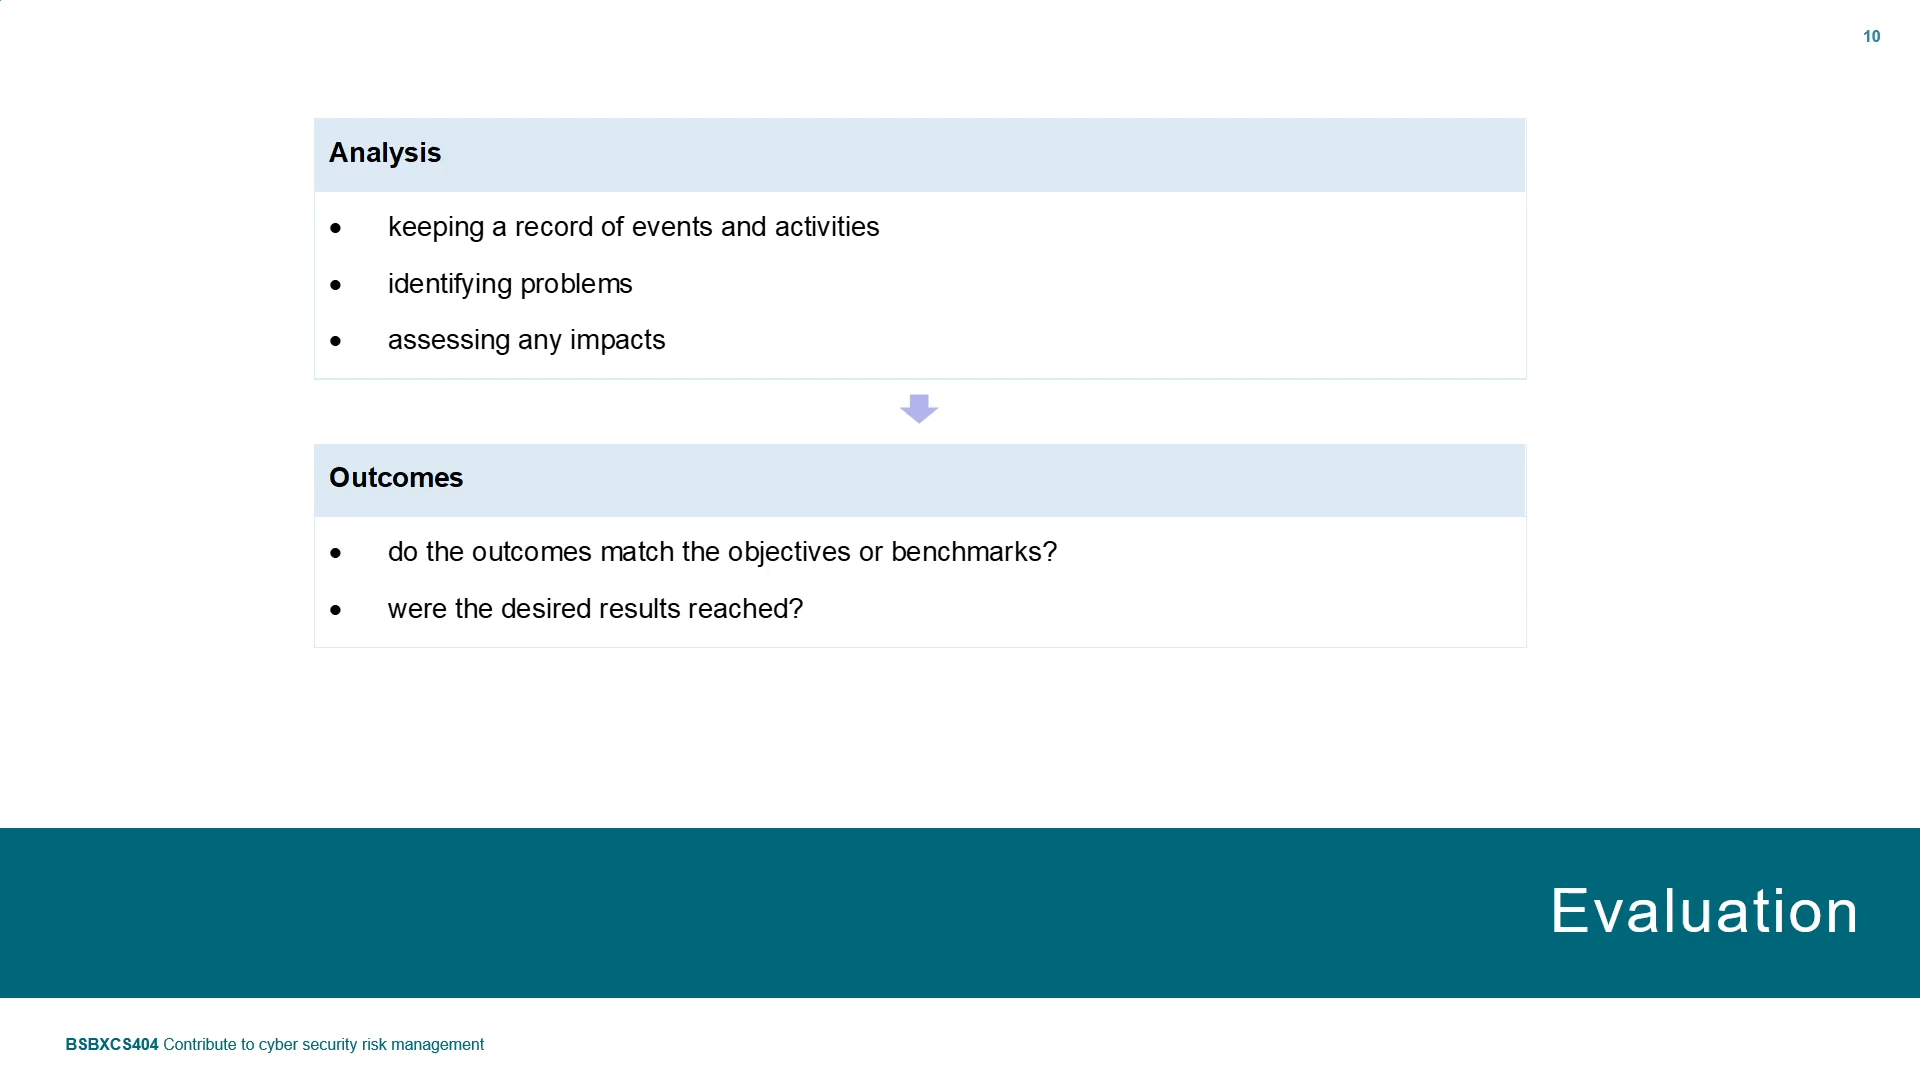 10
Analysis
• keeping a record of events and activities
• identifying problems
• assessing any impacts
Outcomes
• do the outcomes match the objectives or benchmarks?
• were the desired results reached?
Evaluation
BSBXCS404 Contribute to cyber security risk management